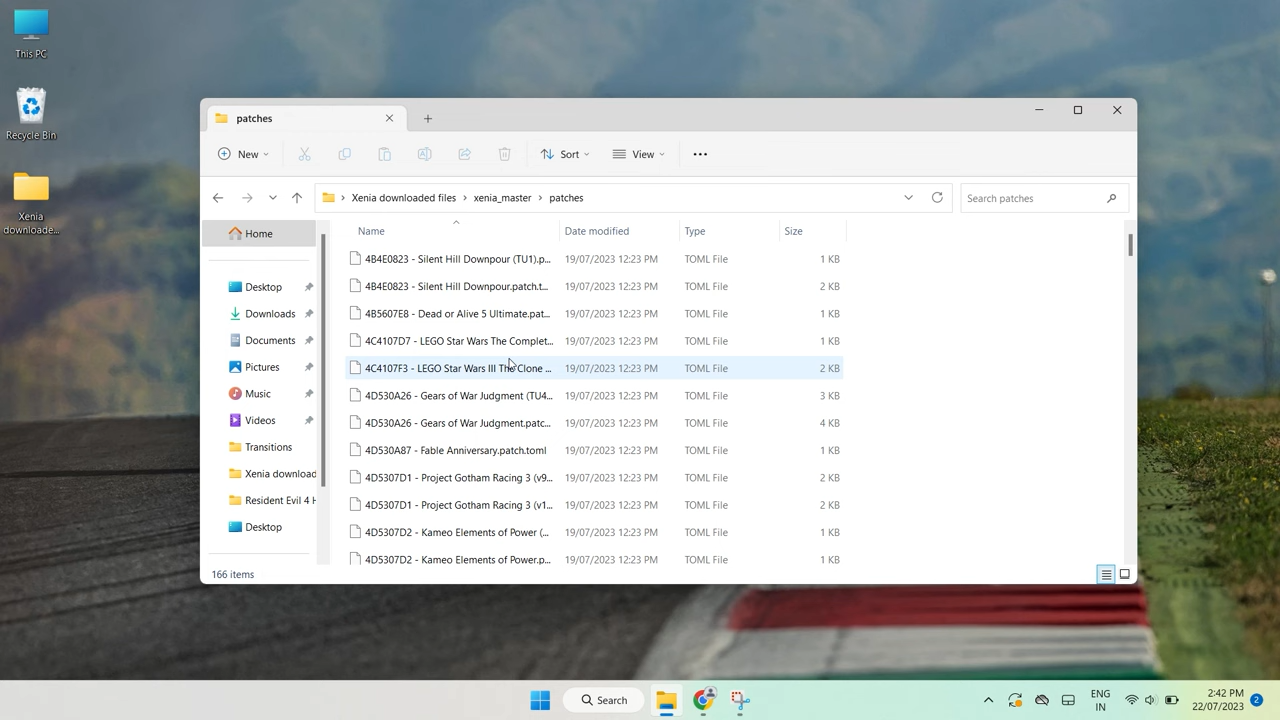 This PC
Recycle Bin
Xenia
downloade...
patches
New
Sort
View
Xenia downloaded files
xenia_master
patches
Search patches
Home
Desktop
Downloads
Documents
Pictures
Music
Videos
Transitions
Xenia download
Resident Evil 4 H
Desktop
Name Date modified Type Size
4B4E0823 - Silent Hill Downpour (TU1).p... 19/07/2023 12:23 PM TOML File 1 KB
4B4E0823 - Silent Hill Downpour.patch.t... 19/07/2023 12:23 PM TOML File 2 KB
4B5607E8 - Dead or Alive 5 Ultimate.pat... 19/07/2023 12:23 PM TOML File 1 KB
4C4107D7 - LEGO Star Wars The Complet... 19/07/2023 12:23 PM TOML File 1 KB
4C4107F3 - LEGO Star Wars III The Clone ... 19/07/2023 12:23 PM TOML File 2 KB
4D530A26 - Gears of War Judgment (TU4... 19/07/2023 12:23 PM TOML File 3 KB
4D530A26 - Gears of War Judgment.patc... 19/07/2023 12:23 PM TOML File 4 KB
4D530A87 - Fable Anniversary.patch.toml 19/07/2023 12:23 PM TOML File 1 KB
4D5307D1 - Project Gotham Racing 3 (v9... 19/07/2023 12:23 PM TOML File 2 KB
4D5307D1 - Project Gotham Racing 3 (v1... 19/07/2023 12:23 PM TOML File 2 KB
4D5307D2 - Kameo Elements of Power (... 19/07/2023 12:23 PM TOML File 1 KB
4D5307D2 - Kameo Elements of Power.p... 19/07/2023 12:23 PM TOML File 1 KB
166 items
Search
ENG
IN
2:42 PM
22/07/2023
2